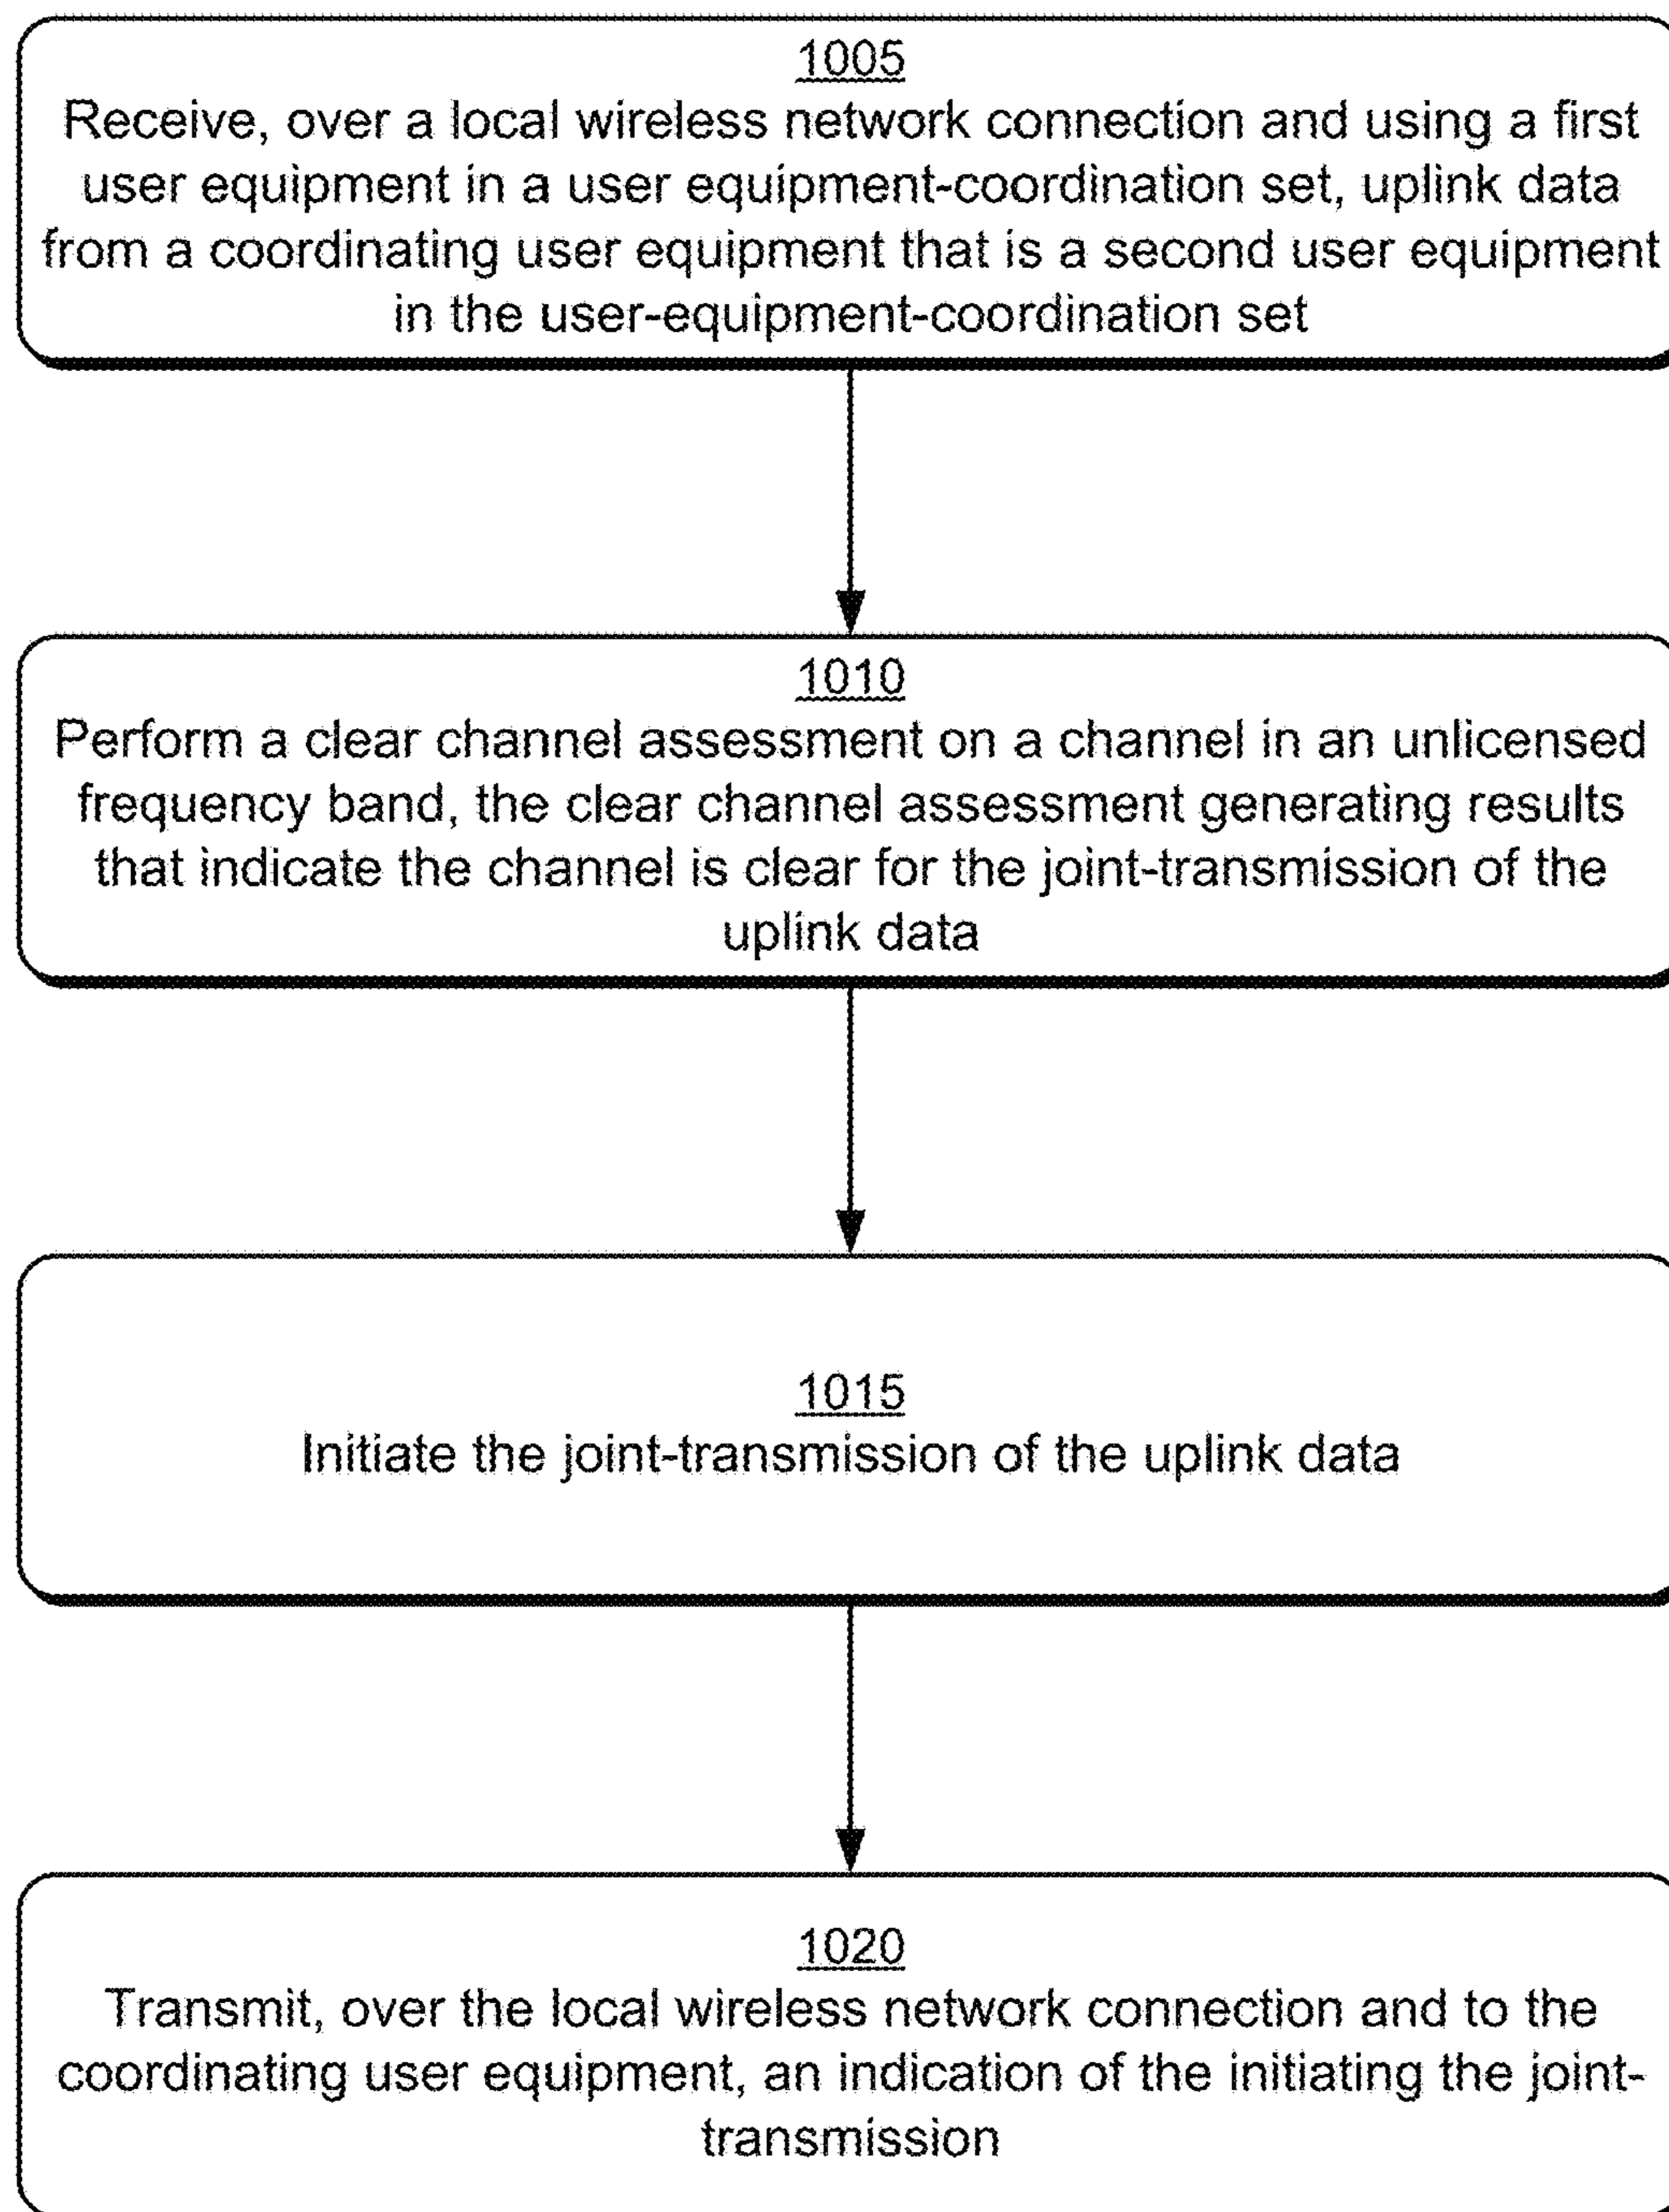 1005
Receive, over a local wireless network connection and using a first
user equipment in a user equipment-coordination set, uplink data
from a coordinating user equipment that is a second user equipment
in the user-equipment-coordination set
1010
Perform a clear channel assessment on a channel in an unlicensed
frequency band, the clear channel assessment generating results
that indicate the channel is clear for the joint-transmission of the
uplink data
1015
Initiate the joint-transmission of the uplink data
1020
Transmit, over the local wireless network connection and to the
coordinating user equipment, an indication of the initiating the joint-
transmission